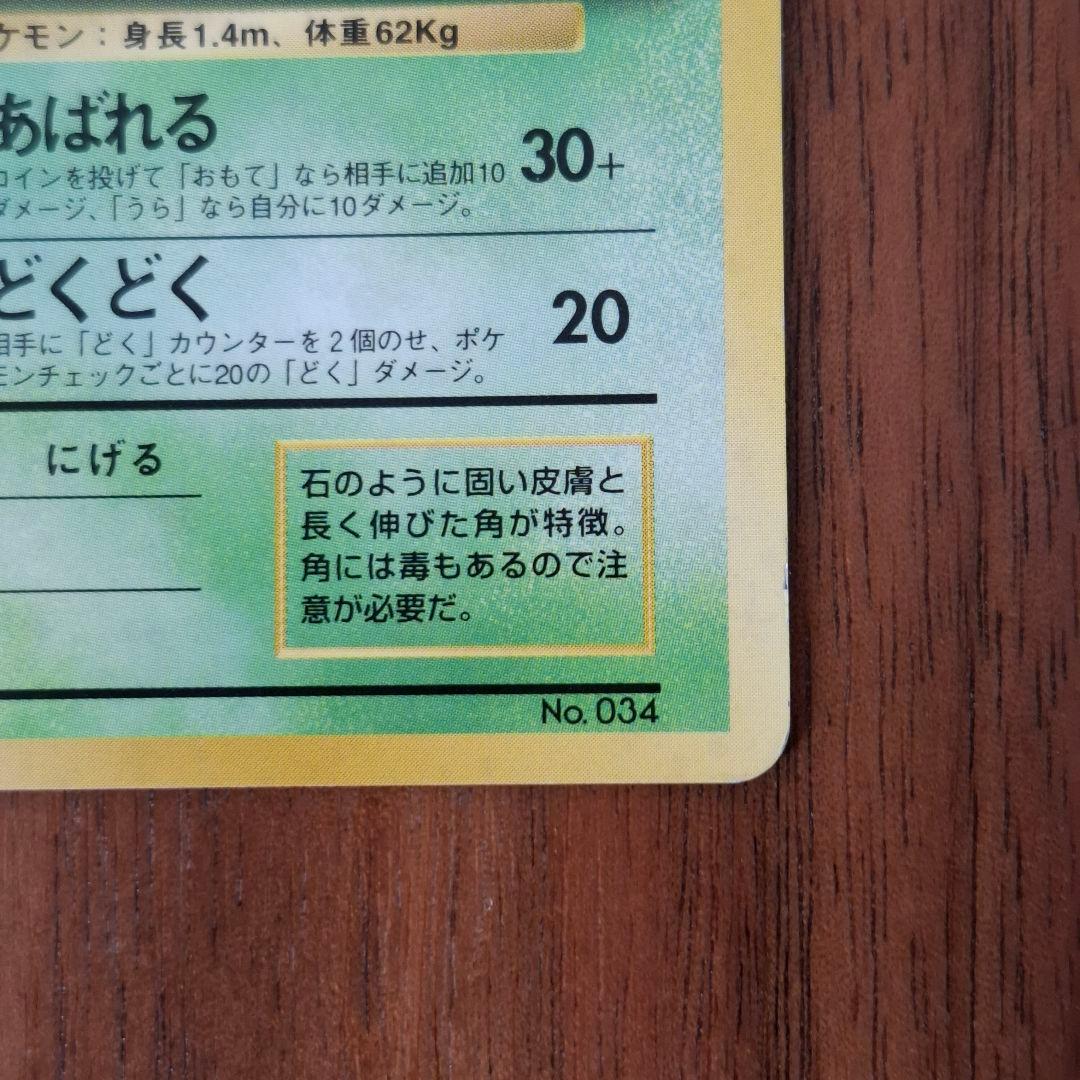 ケモン：身長1.4m、体重62Kg
あばれる
30+
コインを投げて「おもて」なら相手に追加10
ダメージ、「うら」なら自分に10ダメージ。
どくどく
20
相手に「どく」カウンターを2個のせ、ポケ
モンチェックごとに20の「どく」ダメージ。
にげる
石のように固い皮膚と
長く伸びた角が特徴。
角には毒もあるので注
意が必要だ。
No. 034